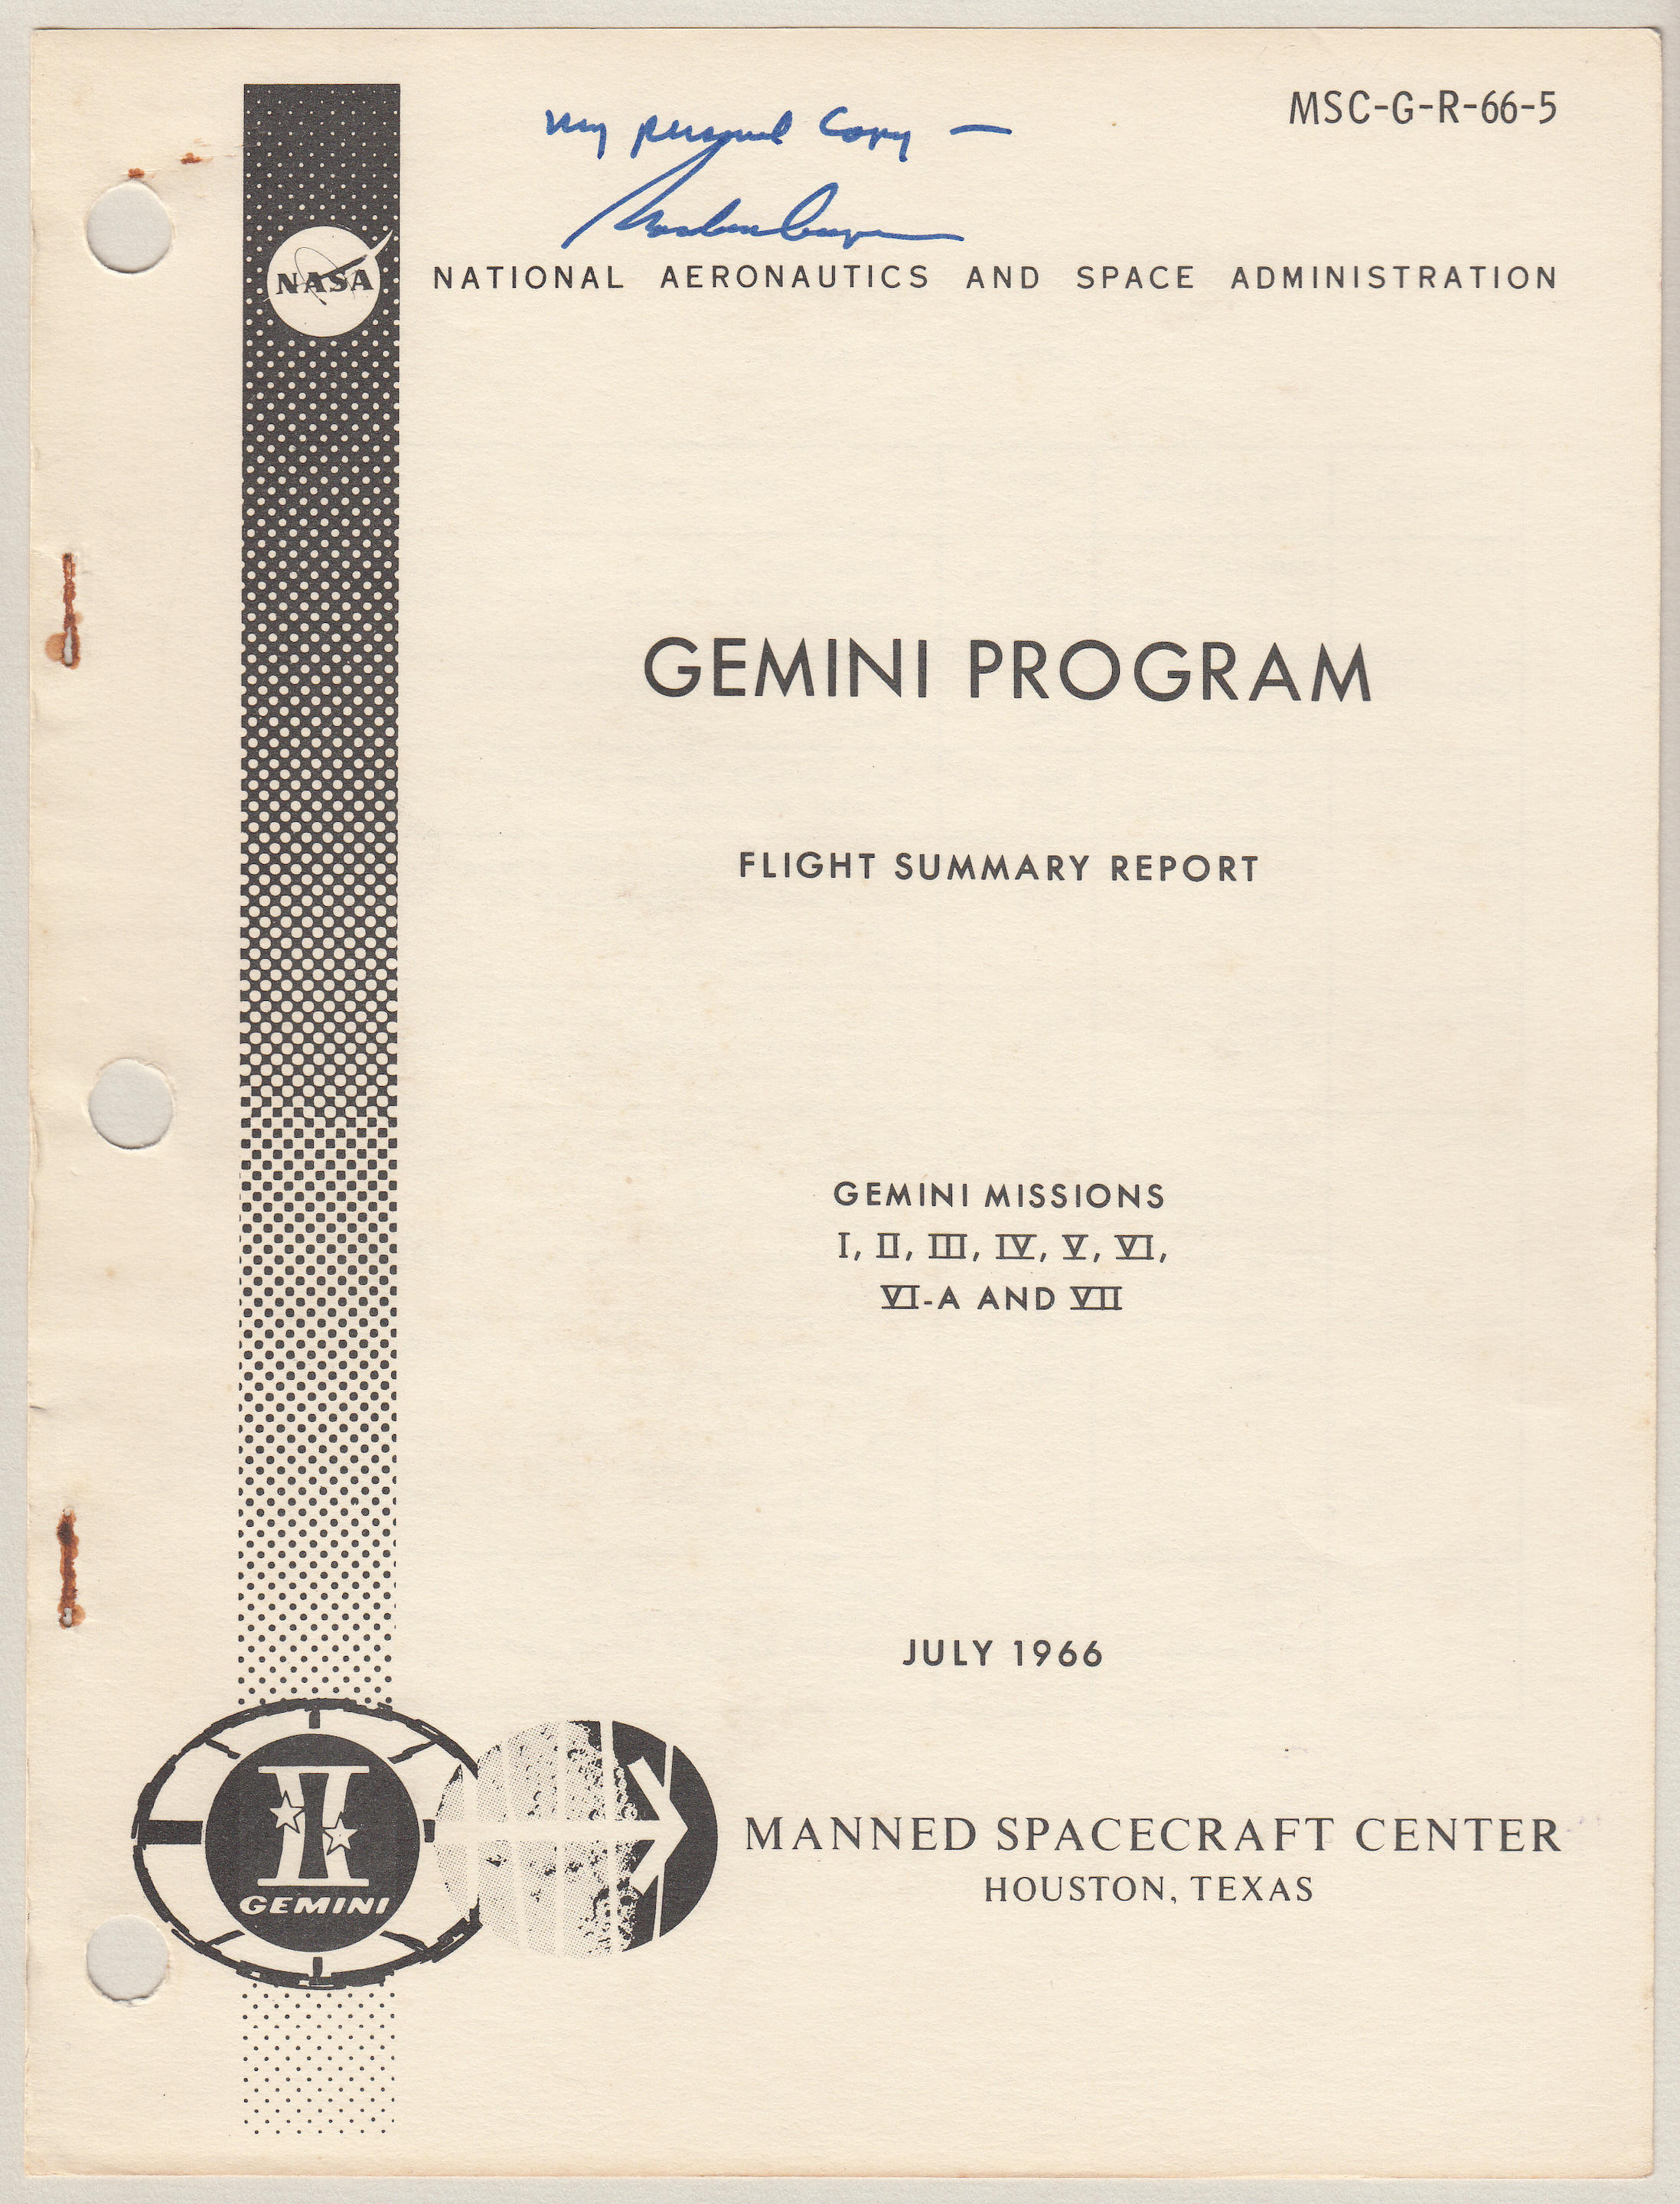 MSC-G-R-66-5
my personal copy —
NASA
NATIONAL AERONAUTICS AND SPACE ADMINISTRATION
GEMINI PROGRAM
FLIGHT SUMMARY REPORT
GEMINI MISSIONS
I, II, III, IV, V, VI,
VI-A AND VII
JULY 1966
II
GEMINI
MANNED SPACECRAFT CENTER
HOUSTON, TEXAS